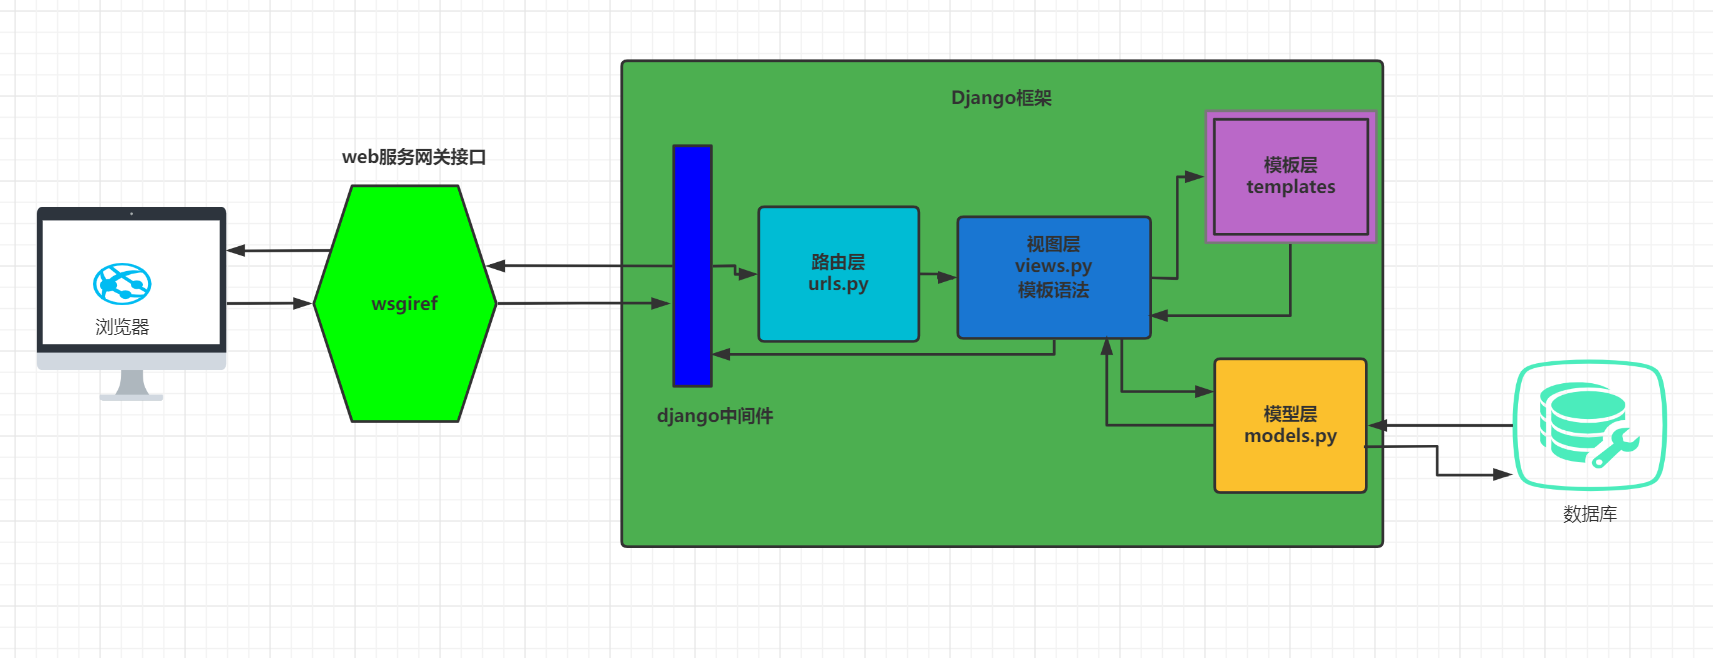 Django框架
web服务网关接口
模板层
templates
浏览器
wsgiref
路由层
urls.py
视图层
views.py
模板语法
django中间件
模型层
models.py
数据库